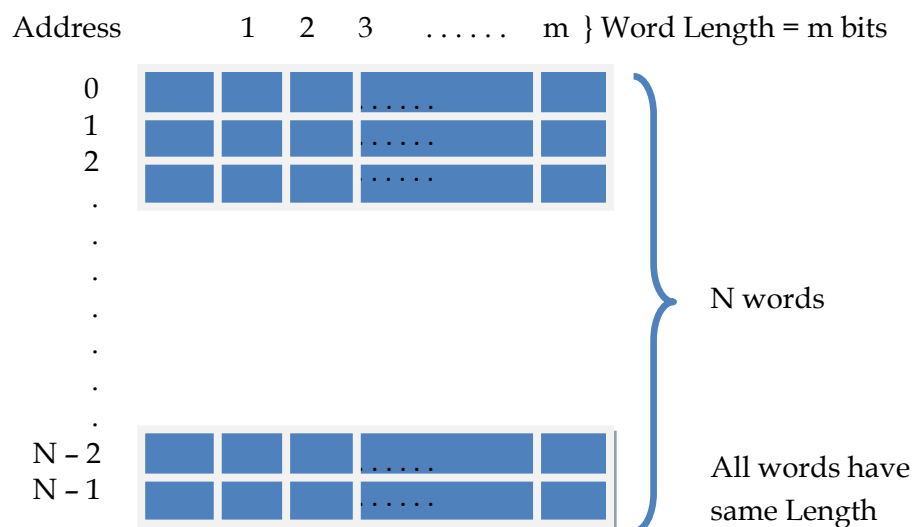 Address 1 2 3 ...... m } Word Length = m bits
0
......
1
......
2
......
.
.
.
.
N words
.
.
.
N – 2
......
All words have
N – 1
......
same Length